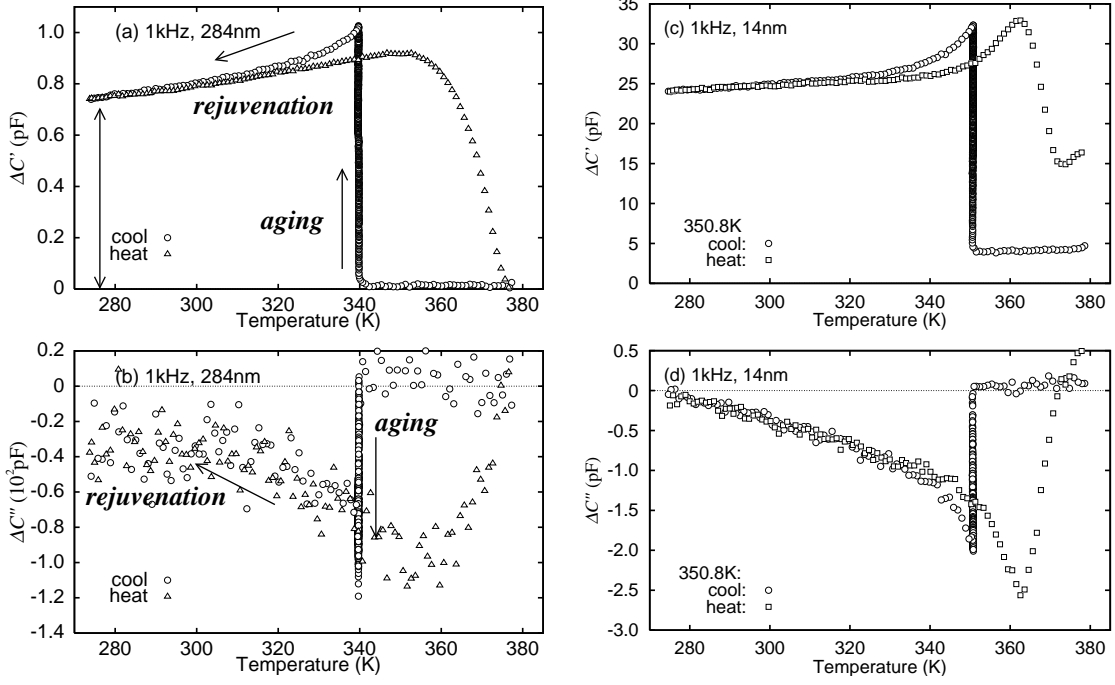 (a) 1kHz, 284nm
1.0
0.8
0.6
0.4
0.2
0
ΔC' (pF)
rejuvenation
aging
cool
heat
280 300 320 340 360 380
Temperature (K)
(c) 1kHz, 14nm
35
30
25
20
15
10
5
0
ΔC' (pF)
350.8K
cool:
heat:
280 300 320 340 360 380
Temperature (K)
(b) 1kHz, 284nm
0.2
0
-0.2
-0.4
-0.6
-0.8
-1.0
-1.2
-1.4
ΔC'' (10²pF)
aging
rejuvenation
cool
heat
280 300 320 340 360 380
Temperature (K)
(d) 1kHz, 14nm
0.5
0.0
-0.5
-1.0
-1.5
-2.0
-2.5
-3.0
ΔC'' (pF)
350.8K:
cool:
heat:
280 300 320 340 360 380
Temperature (K)